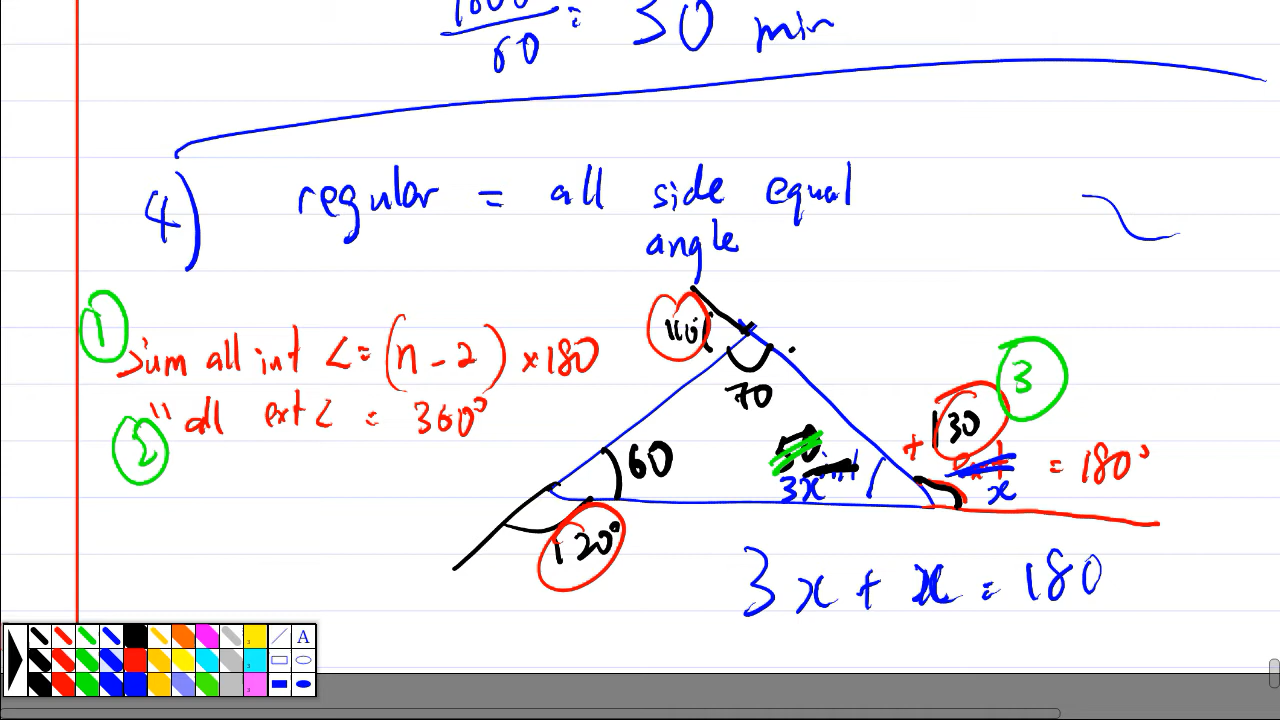 60 = 30 min
4) regular = all side equal
angle
1
Sum all int ∠ = (n - 2) × 180
2
" all ext ∠ = 360°
110
70
60
120°
50
3x
130
3
+ x = 180°
3x + x = 180
A